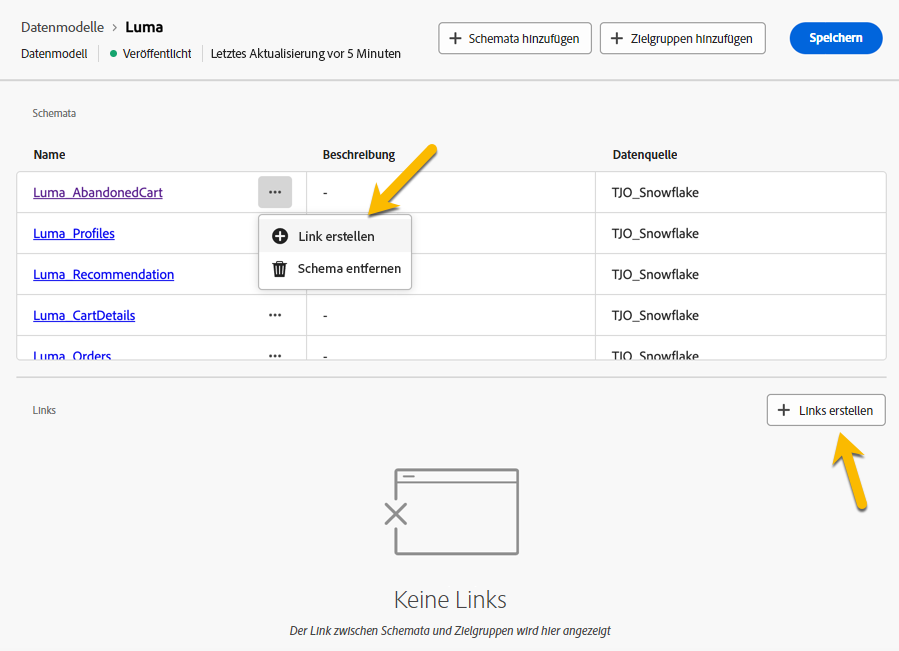 Datenmodelle > Luma
Datenmodell Veröffentlicht Letztes Aktualisierung vor 5 Minuten
+ Schemata hinzufügen
+ Zielgruppen hinzufügen
Speichern
Schemata
Name Beschreibung Datenquelle
Luma_AbandonedCart ... - TJO_Snowflake
Luma_Profiles TJO_Snowflake
Luma_Recommendation TJO_Snowflake
Luma_CartDetails ... - TJO_Snowflake
Luma_Orders ... - TJO_Snowflake
Link erstellen
Schema entfernen
Links
+ Links erstellen
Keine Links
Der Link zwischen Schemata und Zielgruppen wird hier angezeigt